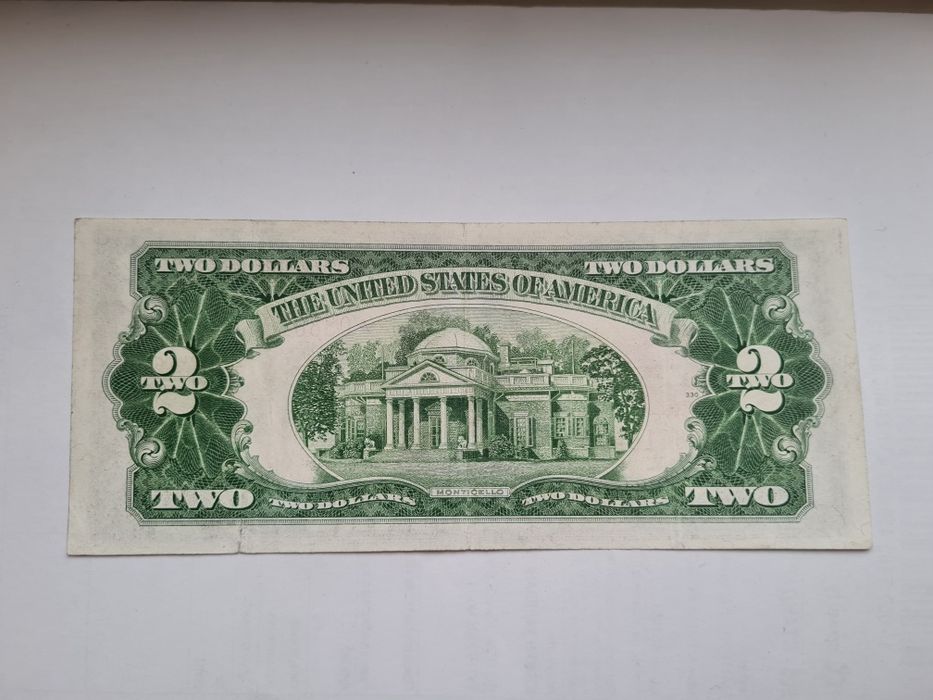 TWO DOLLARS TWO DOLLARS
THE UNITED STATES OF AMERICA
2 2
TWO TWO
330
TWO TWO DOLLARS MONTICELLO TWO DOLLARS TWO